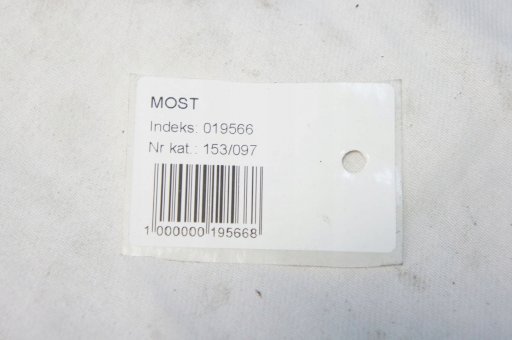 MOST
Indeks: 019566
Nr kat.: 153/097
1 000000 195668